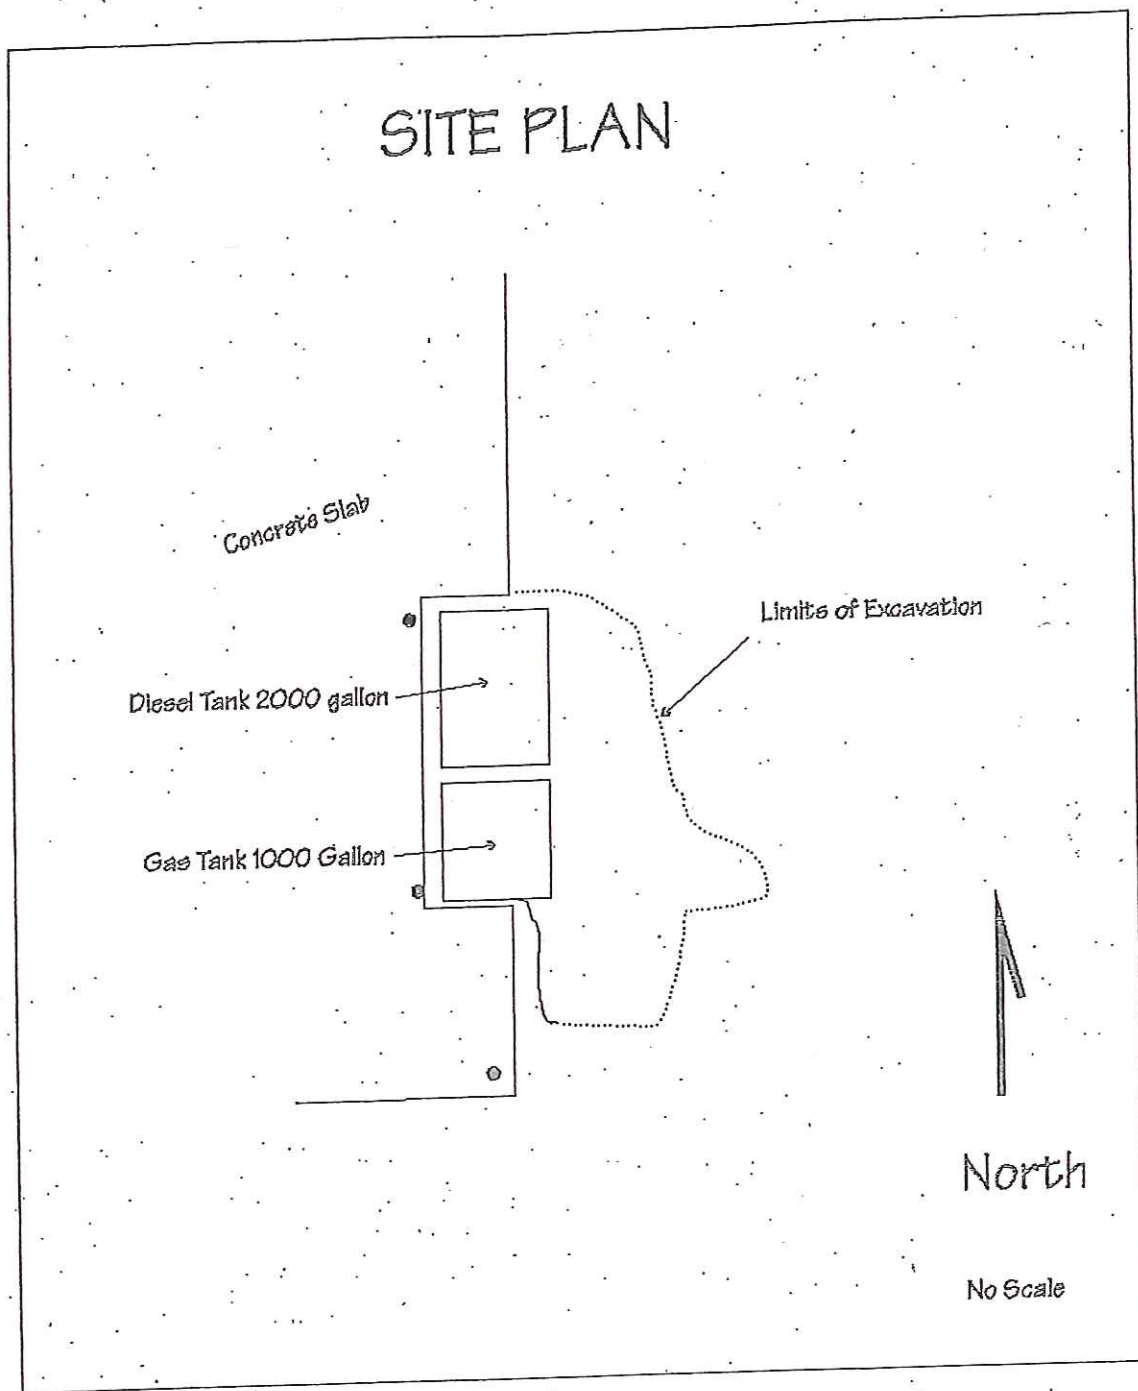 SITE PLAN
Concrete Slab
Limits of Excavation
Diesel Tank 2000 gallon
Gas Tank 1000 Gallon
North
No Scale